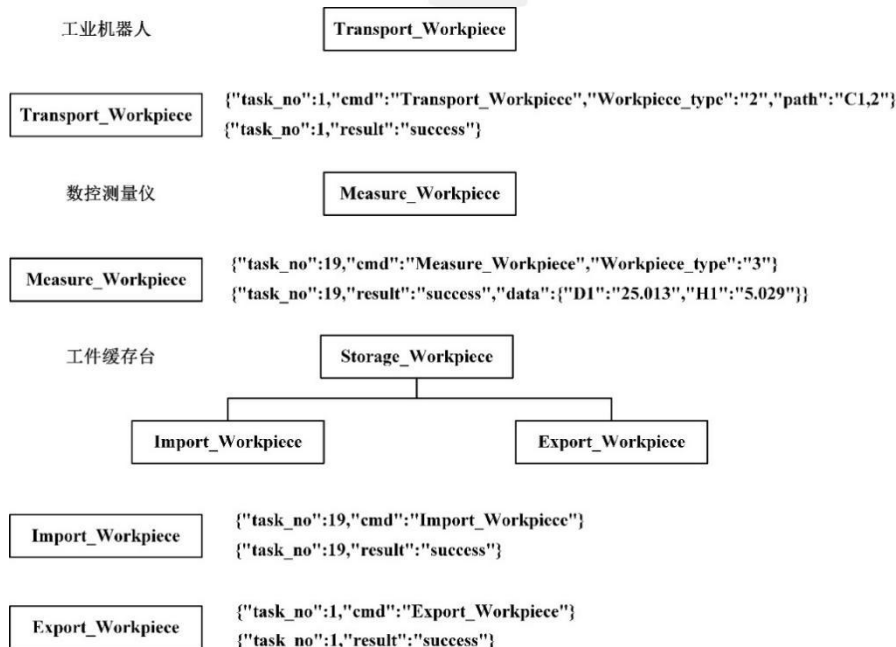 工业机器人
Transport_Workpiece
Transport_Workpiece
{"task_no":1,"cmd":"Transport_Workpiece","Workpiece_type":"2","path":"C1,2"}
{"task_no":1,"result":"success"}
数控测量仪
Measure_Workpiece
Measure_Workpiece
{"task_no":19,"cmd":"Measure_Workpiece","Workpiece_type":"3"}
{"task_no":19,"result":"success","data":{"D1":"25.013","H1":"5.029"}}
工件缓存台
Storage_Workpiece
Import_Workpiece
Export_Workpiece
Import_Workpiece
{"task_no":19,"cmd":"Import_Workpiece"}
{"task_no":19,"result":"success"}
Export_Workpiece
{"task_no":1,"cmd":"Export_Workpiece"}
{"task_no":1,"result":"success"}